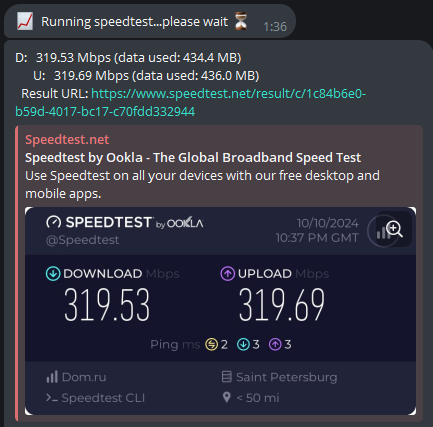 Running speedtest...please wait
1:36
D: 319.53 Mbps (data used: 434.4 MB)
U: 319.69 Mbps (data used: 436.0 MB)
Result URL: https://www.speedtest.net/result/c/1c84b6e0-
b59d-4017-bc17-c70fdd332944
Speedtest.net
Speedtest by Ookla - The Global Broadband Speed Test
Use Speedtest on all your devices with our free desktop and
mobile apps.
SPEEDTEST by OOKLA
@Speedtest
10/10/2024
10:37 PM GMT
DOWNLOAD Mbps
319.53
UPLOAD Mbps
319.69
Ping ms 2 3 3
Dom.ru
Speedtest CLI
Saint Petersburg
< 50 mi